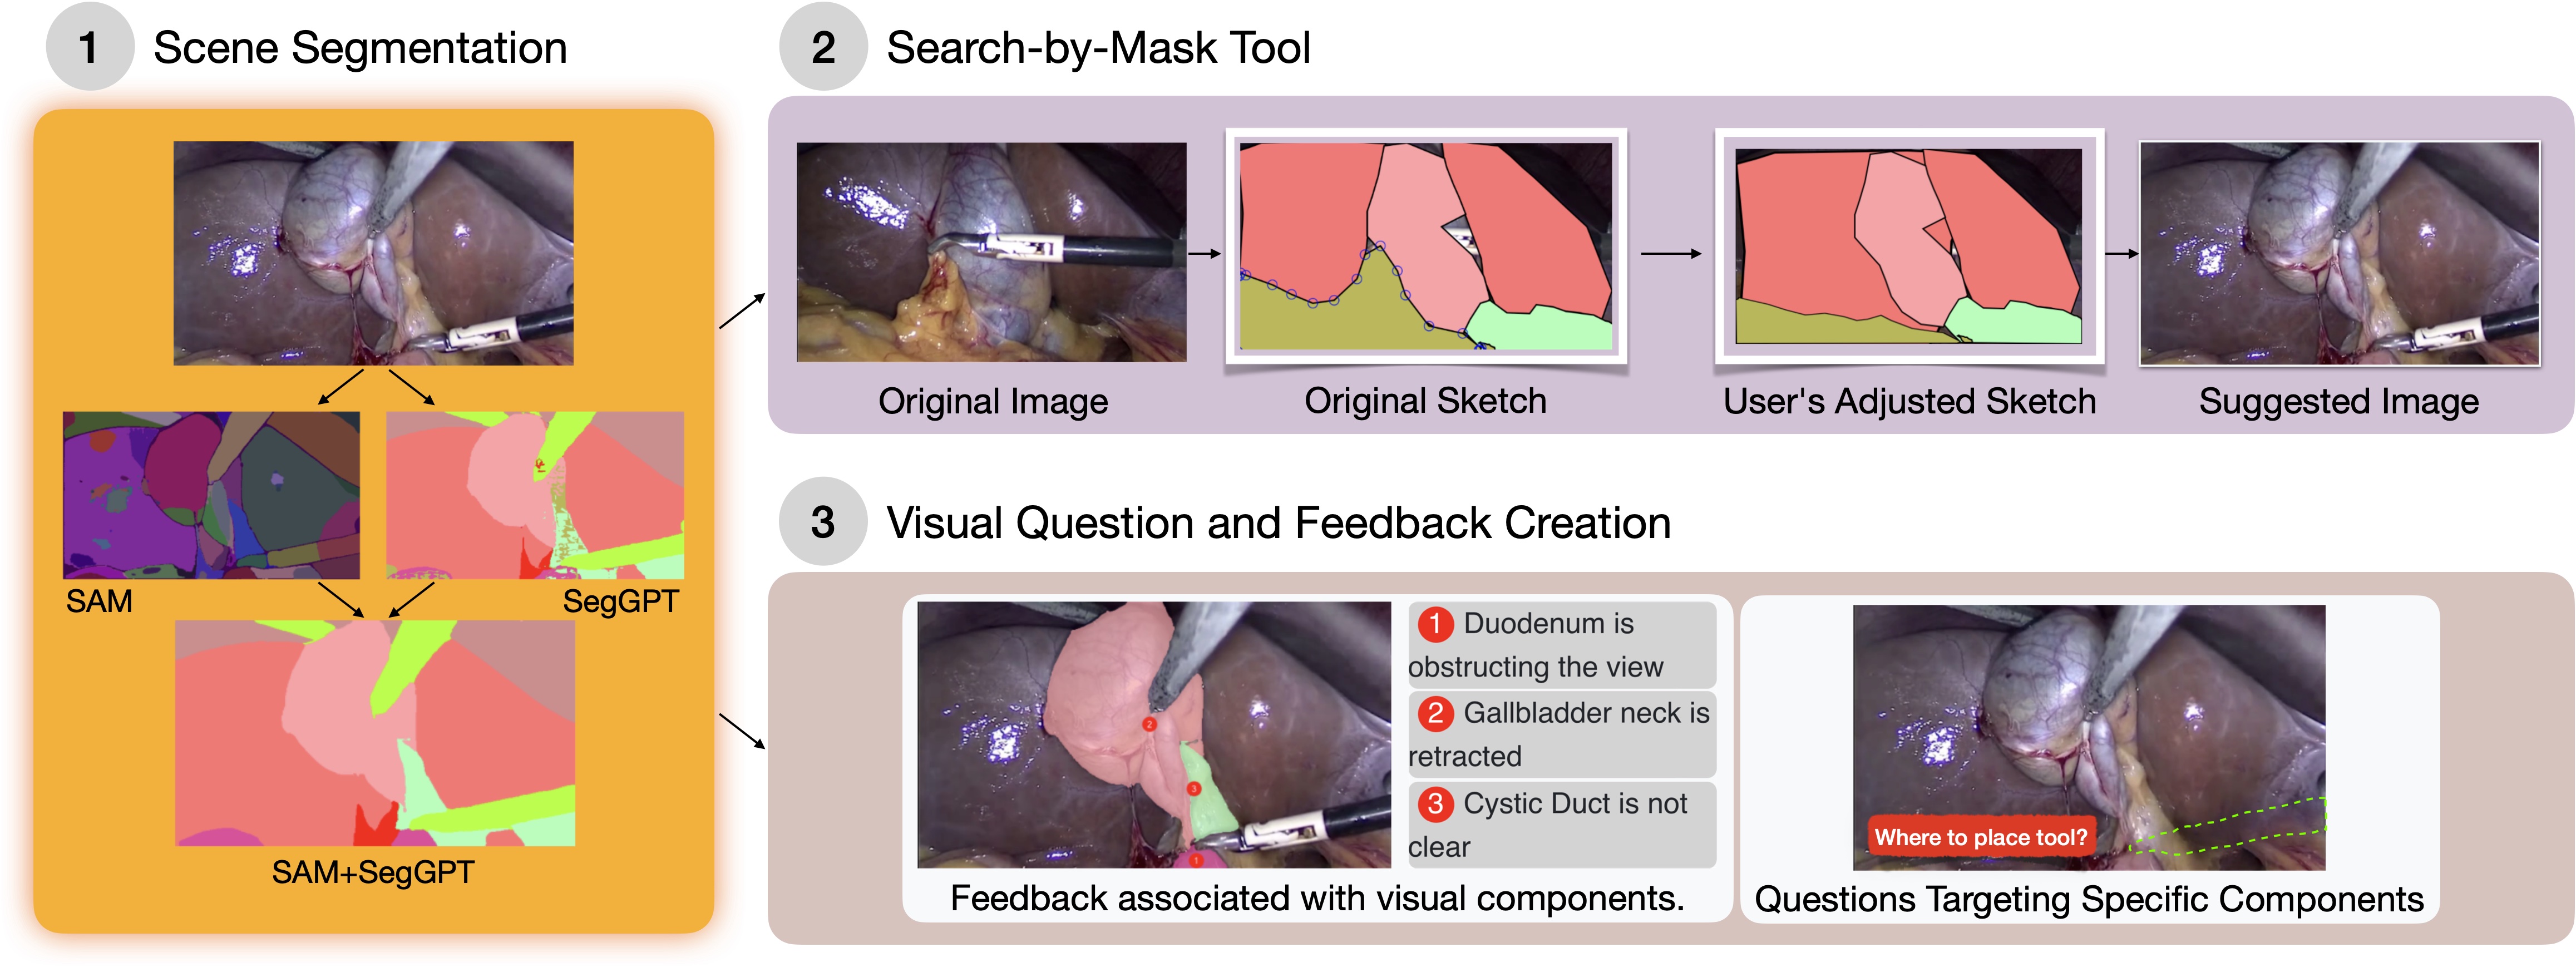 1 Scene Segmentation
SAM
SegGPT
SAM+SegGPT
2 Search-by-Mask Tool
Original Image
Original Sketch
User's Adjusted Sketch
Suggested Image
3 Visual Question and Feedback Creation
2
3
1
1 Duodenum is
obstructing the view
2 Gallbladder neck is
retracted
3 Cystic Duct is not
clear
Feedback associated with visual components.
Where to place tool?
Questions Targeting Specific Components